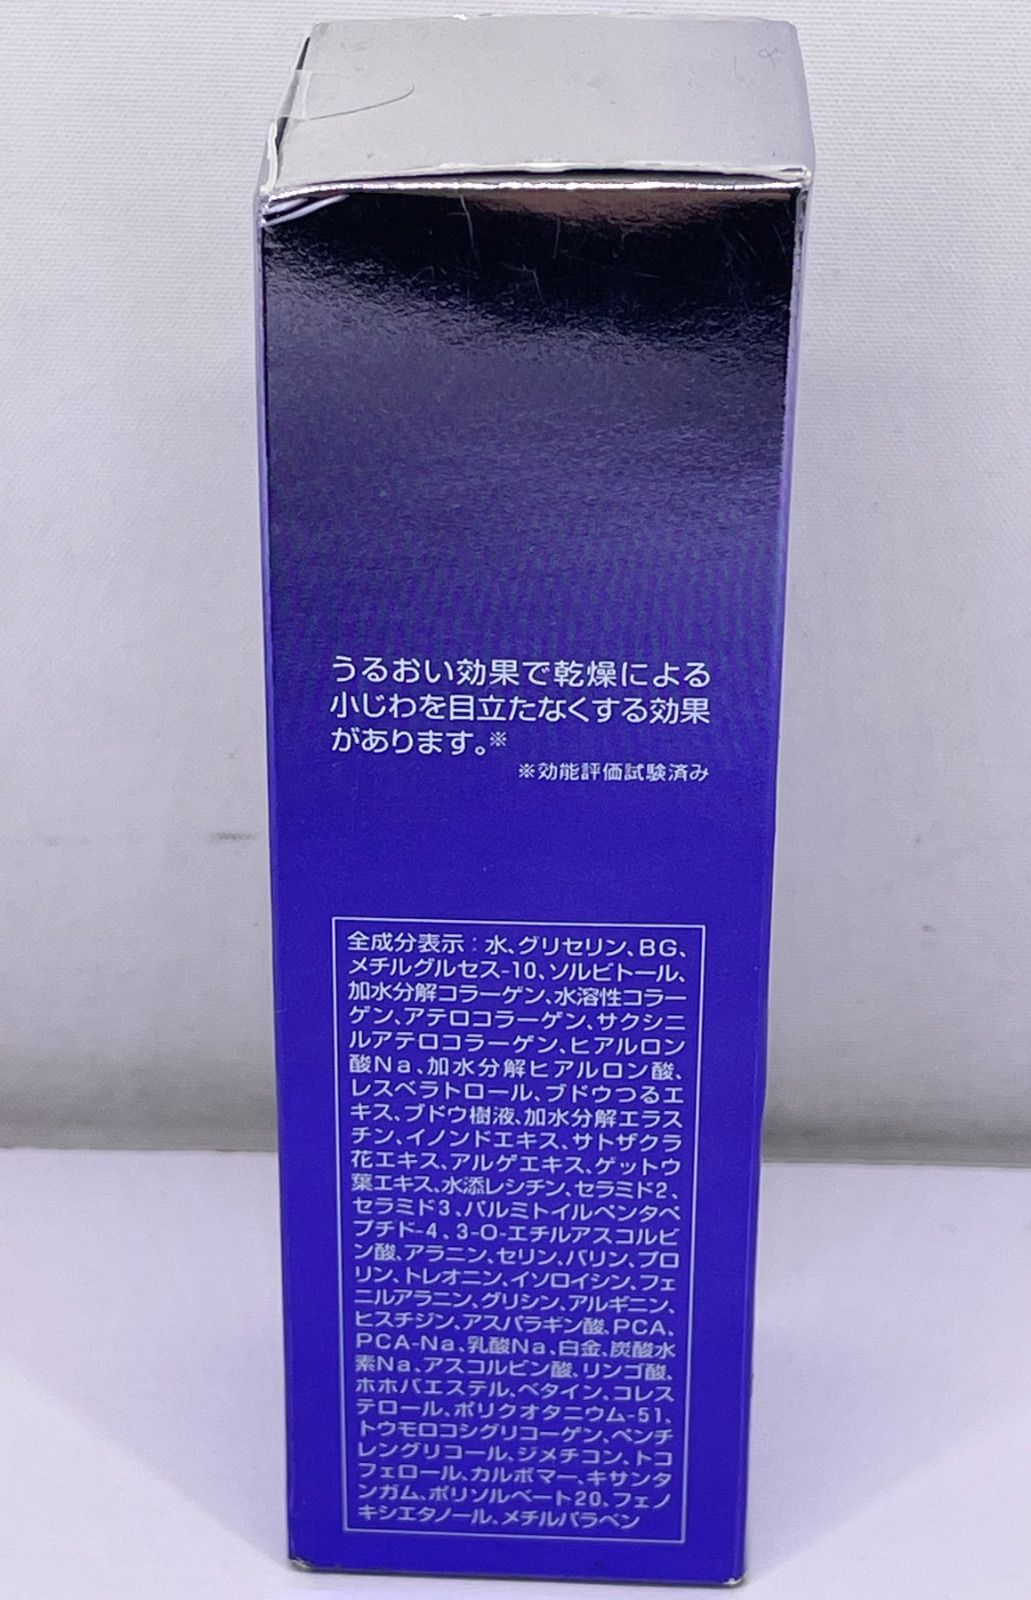 うるおい効果で乾燥による
小じわを目立たなくする効果
があります。※
※効能評価試験済み
全成分表示：水、グリセリン、BG、
メチルグルセス-10、ソルビトール、
加水分解コラーゲン、水溶性コラー
ゲン、アテロコラーゲン、サクシニ
ルアテロコラーゲン、ヒアルロン
酸Na、加水分解ヒアルロン酸、
レスベラトロール、ブドウつるエ
キス、ブドウ樹液、加水分解エラス
チン、イノンドエキス、サトザクラ
花エキス、アルゲエキス、ゲットウ
葉エキス、水添レシチン、セラミド2、
セラミド3、パルミトイルペンタペ
プチド-4、3-O-エチルアスコルビ
ン酸、アラニン、セリン、バリン、プロ
リン、トレオニン、イソロイシン、フェ
ニルアラニン、グリシン、アルギニン、
ヒスチジン、アスパラギン酸、PCA、
PCA-Na、乳酸Na、白金、炭酸水
素Na、アスコルビン酸、リンゴ酸、
ホホバエステル、ベタイン、コレス
テロール、ポリクオタニウム-51、
トウモロコシグリコーゲン、ペンチ
レングリコール、ジメチコン、トコ
フェロール、カルボマー、キサンタ
ンガム、ポリソルベート20、フェノ
キシエタノール、メチルパラベン